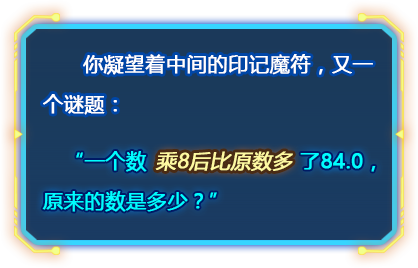 你凝望着中间的印记魔符，又一
个谜题：
“一个数 乘8后比原数多 了84.0，
原来的数是多少？”